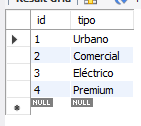 Result Grid
id tipo
1 Urbano
2 Comercial
3 Eléctrico
4 Premium
NULL NULL